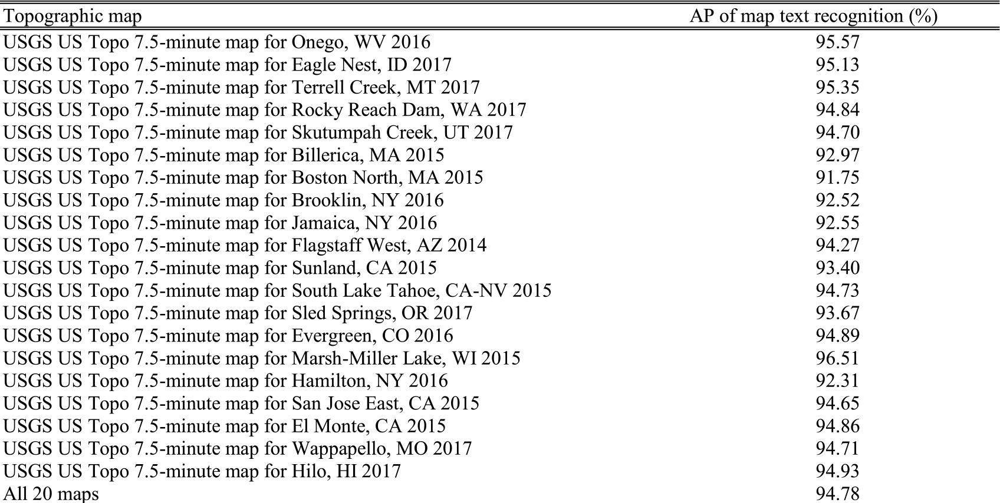 Topographic map AP of map text recognition (%)
USGS US Topo 7.5-minute map for Onego, WV 2016 95.57
USGS US Topo 7.5-minute map for Eagle Nest, ID 2017 95.13
USGS US Topo 7.5-minute map for Terrell Creek, MT 2017 95.35
USGS US Topo 7.5-minute map for Rocky Reach Dam, WA 2017 94.84
USGS US Topo 7.5-minute map for Skutumpah Creek, UT 2017 94.70
USGS US Topo 7.5-minute map for Billerica, MA 2015 92.97
USGS US Topo 7.5-minute map for Boston North, MA 2015 91.75
USGS US Topo 7.5-minute map for Brooklin, NY 2016 92.52
USGS US Topo 7.5-minute map for Jamaica, NY 2016 92.55
USGS US Topo 7.5-minute map for Flagstaff West, AZ 2014 94.27
USGS US Topo 7.5-minute map for Sunland, CA 2015 93.40
USGS US Topo 7.5-minute map for South Lake Tahoe, CA-NV 2015 94.73
USGS US Topo 7.5-minute map for Sled Springs, OR 2017 93.67
USGS US Topo 7.5-minute map for Evergreen, CO 2016 94.89
USGS US Topo 7.5-minute map for Marsh-Miller Lake, WI 2015 96.51
USGS US Topo 7.5-minute map for Hamilton, NY 2016 92.31
USGS US Topo 7.5-minute map for San Jose East, CA 2015 94.65
USGS US Topo 7.5-minute map for El Monte, CA 2015 94.86
USGS US Topo 7.5-minute map for Wappapello, MO 2017 94.71
USGS US Topo 7.5-minute map for Hilo, HI 2017 94.93
All 20 maps 94.78